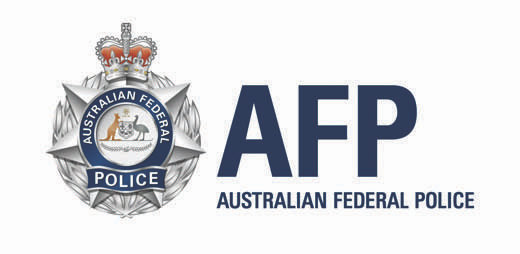 AUSTRALIAN FEDERAL
POLICE
AFP
AUSTRALIAN FEDERAL POLICE